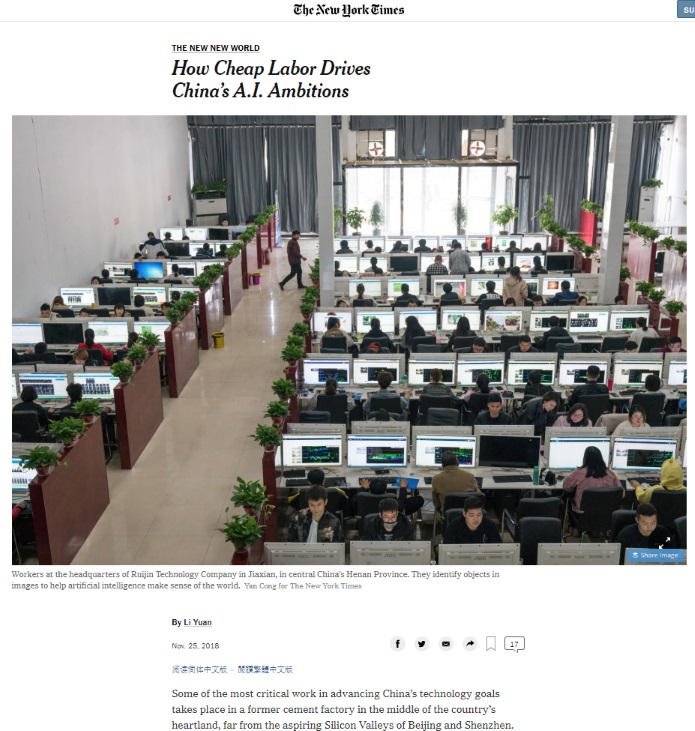 The New York Times
SU
THE NEW NEW WORLD
How Cheap Labor Drives
China's A.I. Ambitions
Share Image
Workers at the headquarters of Ruijin Technology Company in Jiaxian, in central China's Henan Province. They identify objects in
images to help artificial intelligence make sense of the world. Yan Cong for The New York Times
By Li Yuan
Nov. 25, 2018
17
阅读简体中文版 – 閱讀繁體中文版
Some of the most critical work in advancing China's technology goals
takes place in a former cement factory in the middle of the country's
heartland, far from the aspiring Silicon Valleys of Beijing and Shenzhen.